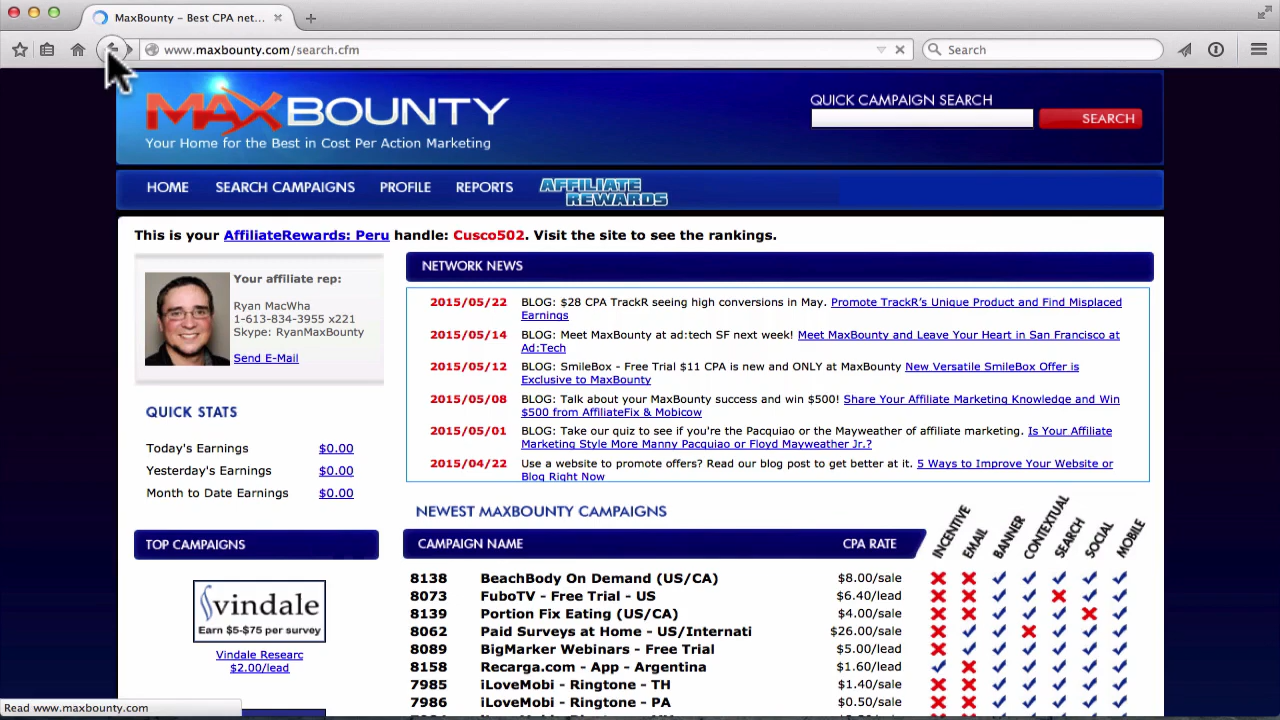 MaxBounty – Best CPA net...
www.maxbounty.com/search.cfm
Search
MAXBOUNTY
Your Home for the Best in Cost Per Action Marketing
QUICK CAMPAIGN SEARCH
SEARCH
HOME
SEARCH CAMPAIGNS
PROFILE
REPORTS
AFFILIATE
REWARDS
This is your AffiliateRewards: Peru handle: Cusco502. Visit the site to see the rankings.
Your affiliate rep:
Ryan MacWha
1-613-834-3955 x221
Skype: RyanMaxBounty
Send E-Mail
QUICK STATS
Today's Earnings $0.00
Yesterday's Earnings $0.00
Month to Date Earnings $0.00
TOP CAMPAIGNS
vindale
Earn $5-$75 per survey
Vindale Researc
$2.00/lead
NETWORK NEWS
2015/05/22 BLOG: $28 CPA TrackR seeing high conversions in May. Promote TrackR's Unique Product and Find Misplaced
Earnings
2015/05/14 BLOG: Meet MaxBounty at ad:tech SF next week! Meet MaxBounty and Leave Your Heart in San Francisco at
Ad:Tech
2015/05/12 BLOG: SmileBox - Free Trial $11 CPA is new and ONLY at MaxBounty New Versatile SmileBox Offer is
Exclusive to MaxBounty
2015/05/08 BLOG: Talk about your MaxBounty success and win $500! Share Your Affiliate Marketing Knowledge and Win
$500 from AffiliateFix & Mobicow
2015/05/01 BLOG: Take our quiz to see if you're the Pacquiao or the Mayweather of affiliate marketing. Is Your Affiliate
Marketing Style More Manny Pacquiao or Floyd Mayweather Jr.?
2015/04/22 Use a website to promote offers? Read our blog post to get better at it. 5 Ways to Improve Your Website or
Blog Right Now
NEWEST MAXBOUNTY CAMPAIGNS
CAMPAIGN NAME CPA RATE INCENTIVE EMAIL BANNER CONTEXTUAL SEARCH SOCIAL MOBILE
8138 BeachBody On Demand (US/CA) $8.00/sale
8073 FuboTV - Free Trial - US $6.40/lead
8139 Portion Fix Eating (US/CA) $4.00/sale
8062 Paid Surveys at Home - US/Internati $26.00/sale
8089 BigMarker Webinars - Free Trial $5.00/lead
8158 Recarga.com - App - Argentina $1.60/lead
7985 iLoveMobi - Ringtone - TH $1.40/sale
7986 iLoveMobi - Ringtone - PA $0.50/sale
Read www.maxbounty.com